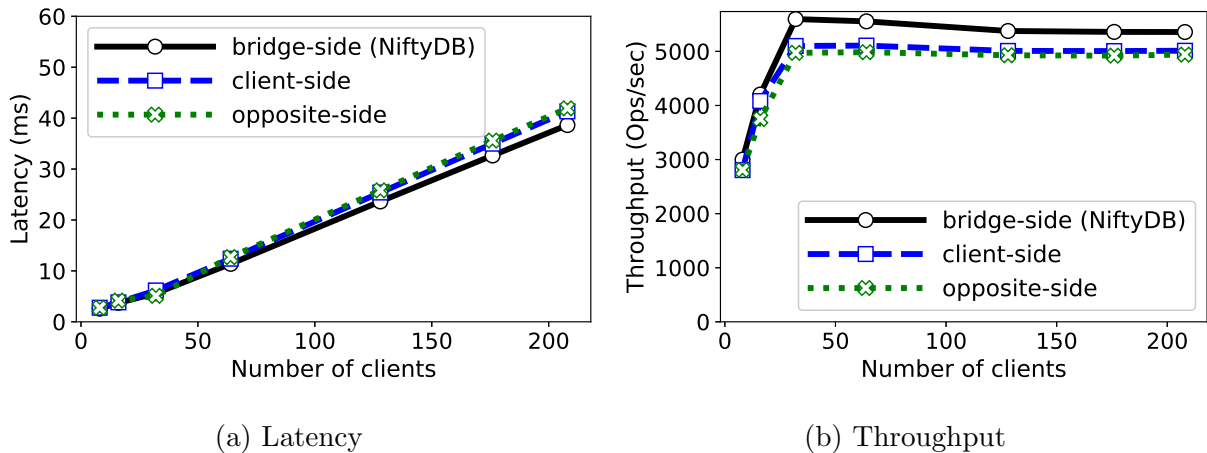 60
50
40
30
20
10
0
Latency (ms)
bridge-side (NiftyDB)
client-side
opposite-side
0 50 100 150 200
Number of clients
(a) Latency
5000
4000
3000
2000
1000
0
Throughput (Ops/sec)
bridge-side (NiftyDB)
client-side
opposite-side
0 50 100 150 200
Number of clients
(b) Throughput